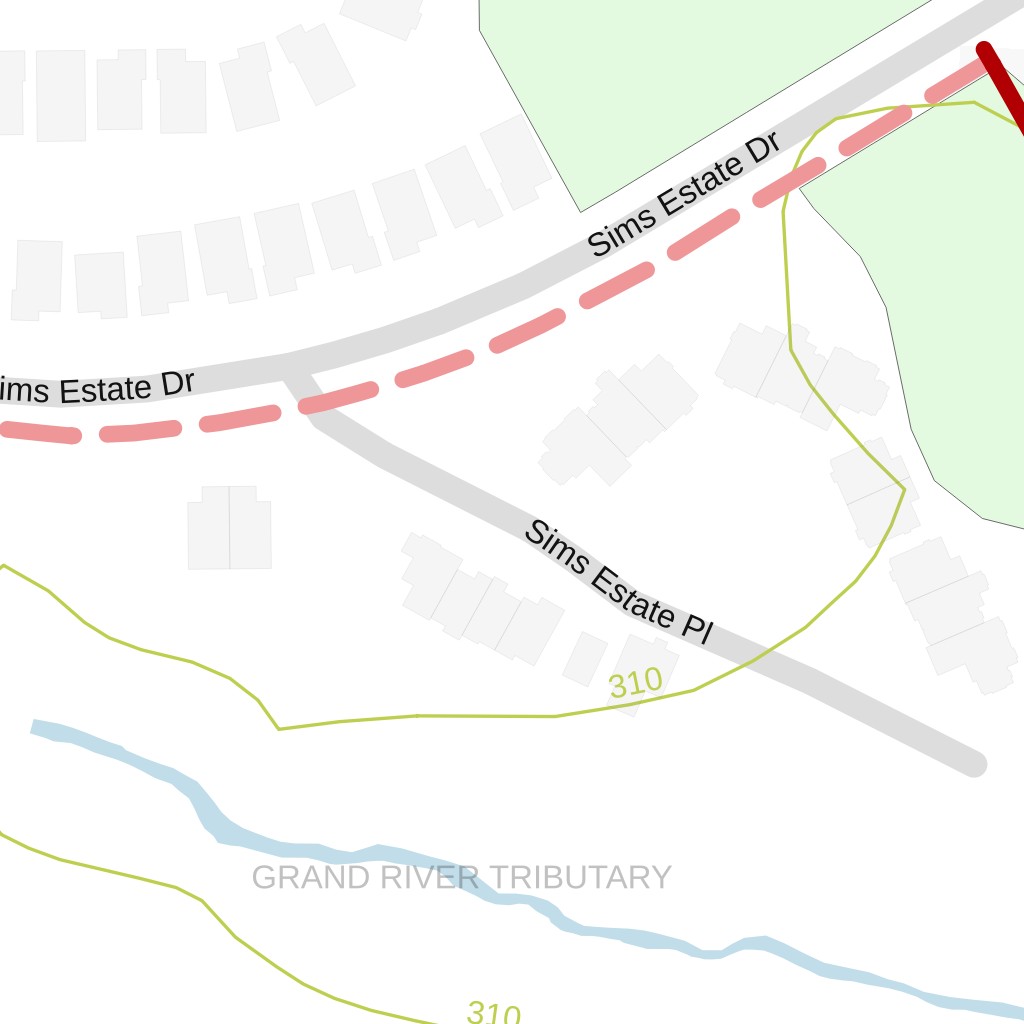 Sims Estate Dr
ims Estate Dr
Sims Estate Pl
310
GRAND RIVER TRIBUTARY
310